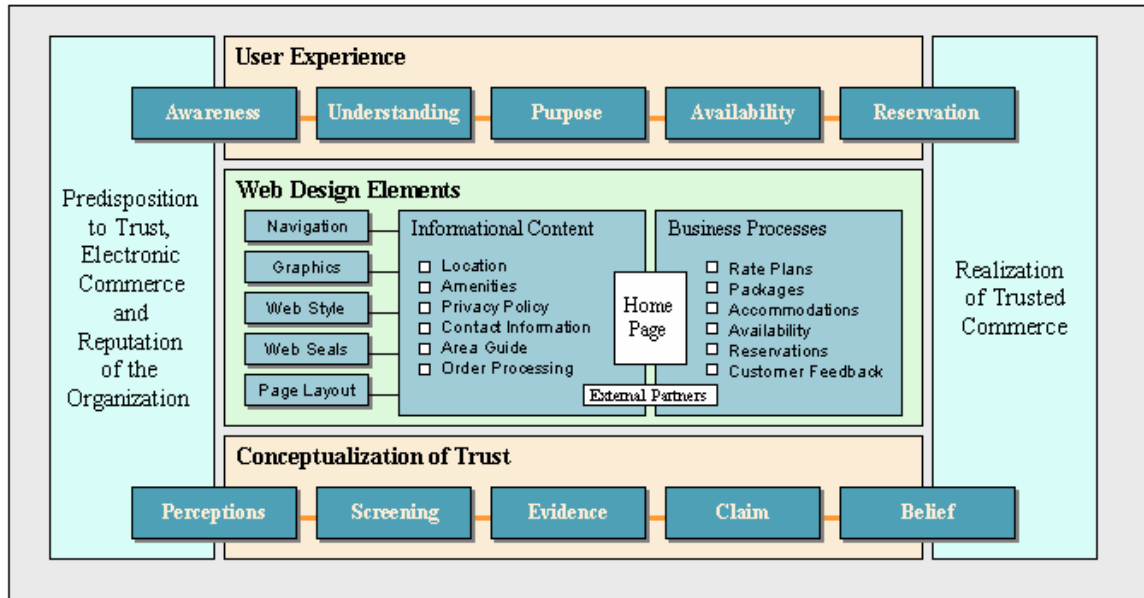 User Experience
Awareness
Understanding
Purpose
Availability
Reservation
Predisposition
to Trust,
Electronic
Commerce
and
Reputation
of the
Organization
Web Design Elements
Navigation
Graphics
Web Style
Web Seals
Page Layout
Informational Content
Location
Amenities
Privacy Policy
Contact Information
Area Guide
Order Processing
Home
Page
External Partners
Business Processes
Rate Plans
Packages
Accommodations
Availability
Reservations
Customer Feedback
Realization
of Trusted
Commerce
Conceptualization of Trust
Perceptions
Screening
Evidence
Claim
Belief